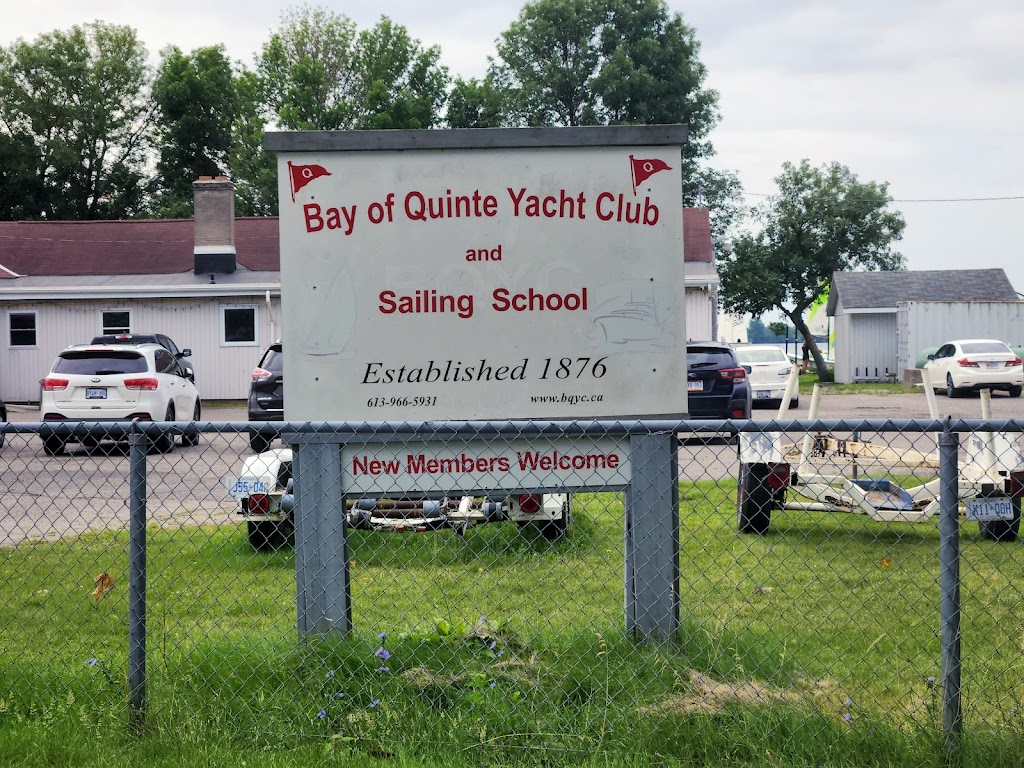 Q Q
Bay of Quinte Yacht Club
and
BQYC
Sailing School
Established 1876
613-966-5931 www.bqyc.ca
New Members Welcome